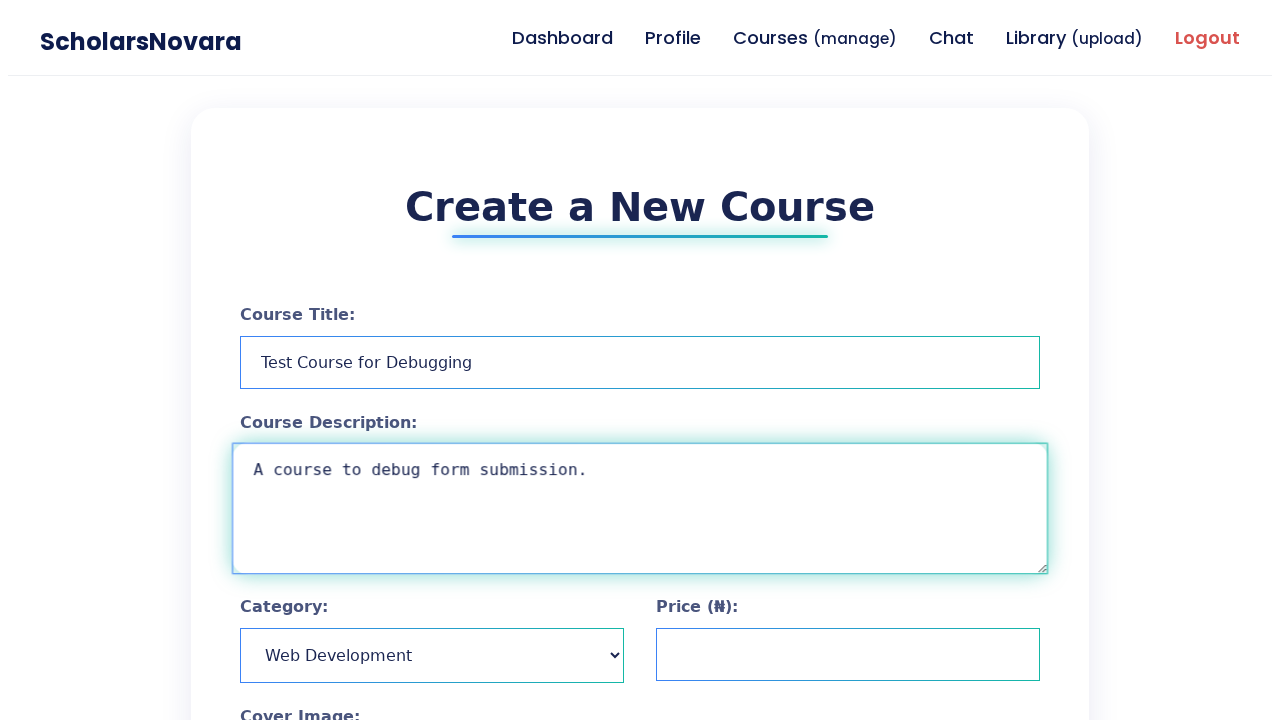 ScholarsNovara
Dashboard Profile Courses (manage) Chat Library (upload) Logout
Create a New Course
Course Title:
Test Course for Debugging
Course Description:
A course to debug form submission.
Category: Price (₦):
Web Development
Cover Image: